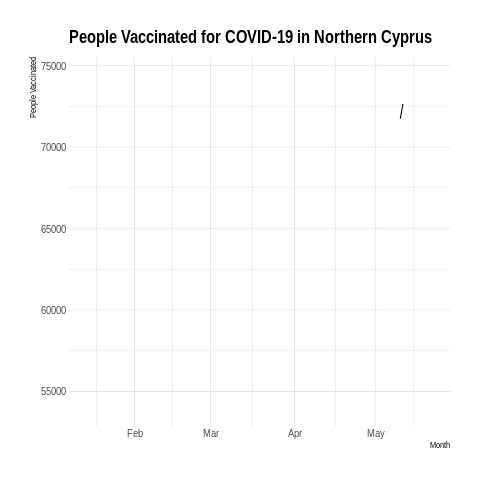 People Vaccinated for COVID-19 in Northern Cyprus
People Vaccinated
75000
70000
65000
60000
55000
Feb Mar Apr May
Month